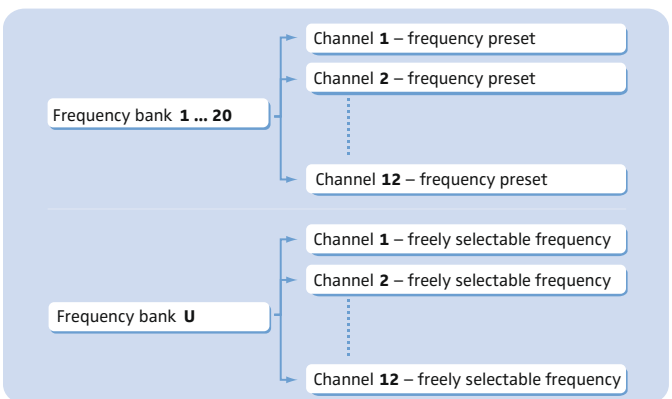 Channel 1 – frequency preset
Channel 2 – frequency preset
Frequency bank 1 ... 20
Channel 12 – frequency preset
Channel 1 – freely selectable frequency
Channel 2 – freely selectable frequency
Frequency bank U
Channel 12 – freely selectable frequency